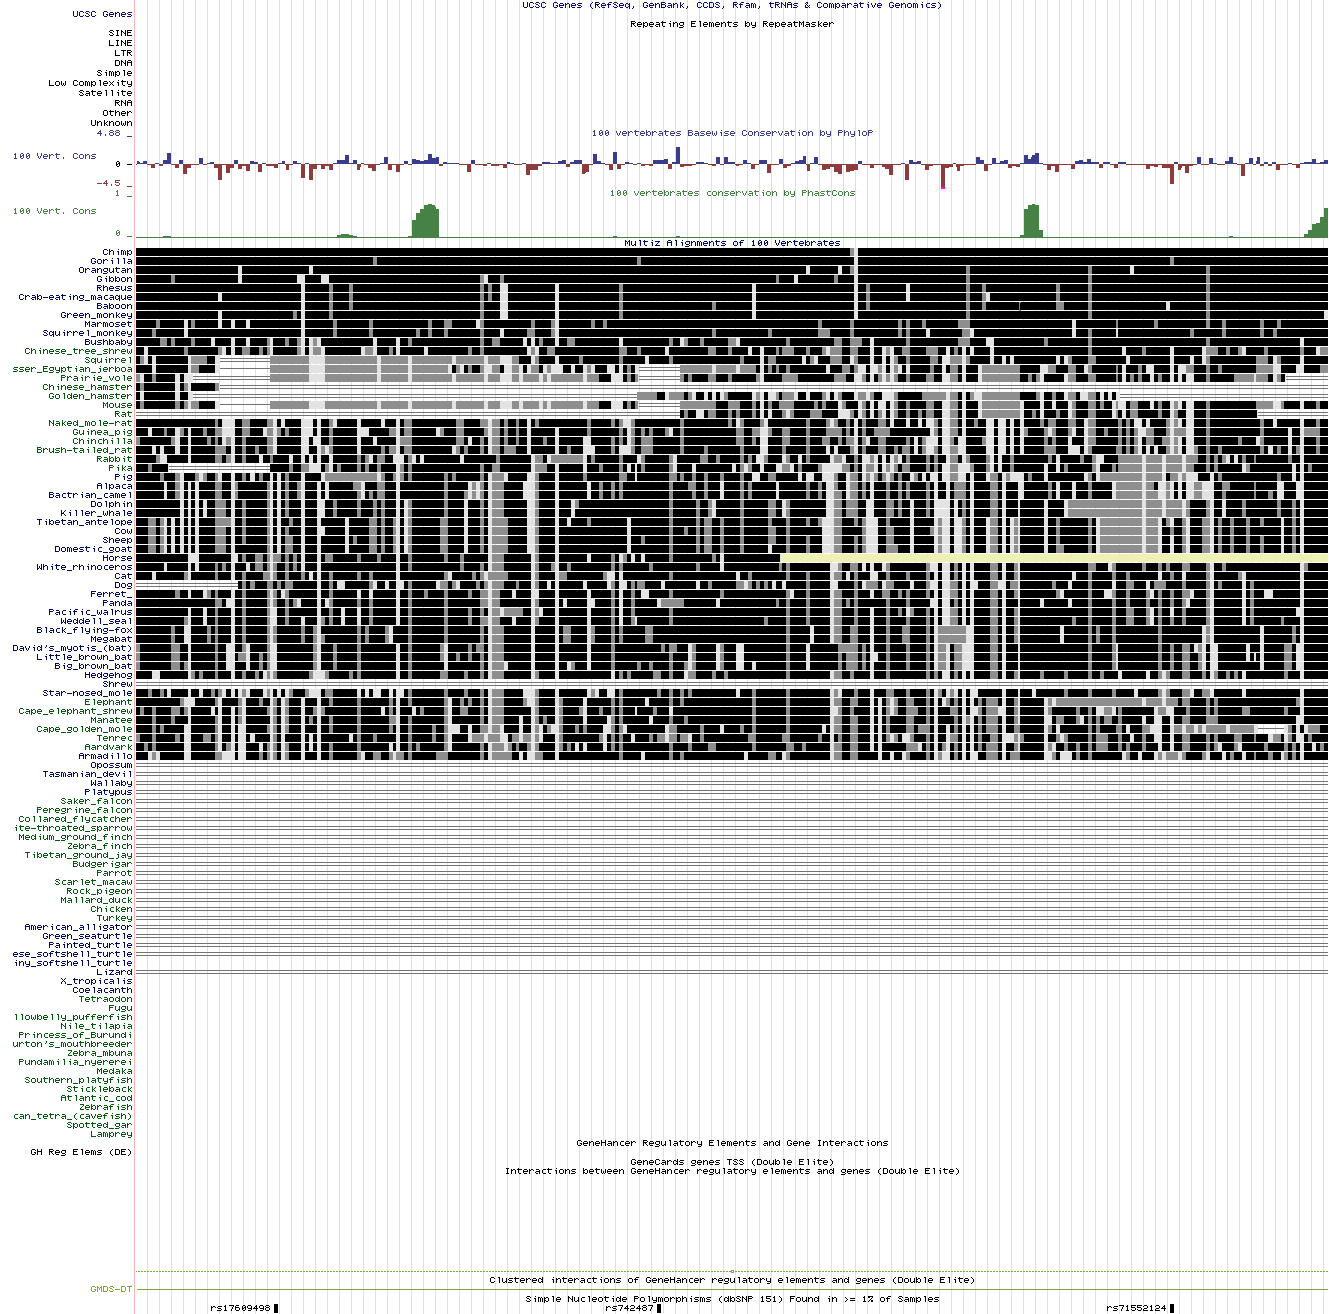 UCSC Genes (RefSeq, GenBank, CCDS, Rfam, tRNAs & Comparative Genomics)
UCSC Genes
Repeating Elements by RepeatMasker
SINE
LINE
LTR
DNA
Simple
Low Complexity
Satellite
RNA
Other
Unknown
4.88 _
100 vertebrates Basewise Conservation by PhyloP
100 Vert. Cons
0 _
-4.5 _
100 vertebrates conservation by PhastCons
1 _
100 Vert. Cons
0 _
Multiz Alignments of 100 Vertebrates
Chimp
Gorilla
Orangutan
Gibbon
Rhesus
Crab-eating_macaque
Baboon
Green_monkey
Marmoset
Squirrel_monkey
Bushbaby
Chinese_tree_shrew
Squirrel
sser_Egyptian_jerboa
Prairie_vole
Chinese_hamster
Golden_hamster
Mouse
Rat
Naked_mole-rat
Guinea_pig
Chinchilla
Brush-tailed_rat
Rabbit
Pika
Pig
Alpaca
Bactrian_camel
Dolphin
Killer_whale
Tibetan_antelope
Cow
Sheep
Domestic_goat
Horse
White_rhinoceros
Cat
Dog
Ferret_
Panda
Pacific_walrus
Weddell_seal
Black_flying-fox
Megabat
David's_myotis_(bat)
Little_brown_bat
Big_brown_bat
Hedgehog
Shrew
Star-nosed_mole
Elephant
Cape_elephant_shrew
Manatee
Cape_golden_mole
Tenrec
Aardvark
Armadillo
Opossum
Tasmanian_devil
Wallaby
Platypus
Saker_falcon
Peregrine_falcon
Collared_flycatcher
ite-throated_sparrow
Medium_ground_finch
Zebra_finch
Tibetan_ground_jay
Budgerigar
Parrot
Scarlet_macaw
Rock_pigeon
Mallard_duck
Chicken
Turkey
American_alligator
Green_seaturtle
Painted_turtle
ese_softshell_turtle
iny_softshell_turtle
Lizard
X_tropicalis
Coelacanth
Tetraodon
Fugu
llowbelly_pufferfish
Nile_tilapia
Princess_of_Burundi
urton's_mouthbreeder
Zebra_mbuna
Pundamilia_nyererei
Medaka
Southern_platyfish
Stickleback
Atlantic_cod
Zebrafish
can_tetra_(cavefish)
Spotted_gar
Lamprey
GeneHancer Regulatory Elements and Gene Interactions
GH Reg Elems (DE)
GeneCards genes TSS (Double Elite)
Interactions between GeneHancer regulatory elements and genes (Double Elite)
Clustered interactions of GeneHancer regulatory elements and genes (Double Elite)
GMDS-DT
Simple Nucleotide Polymorphisms (dbSNP 151) Found in >= 1% of Samples
rs17609498 rs742487 rs71552124